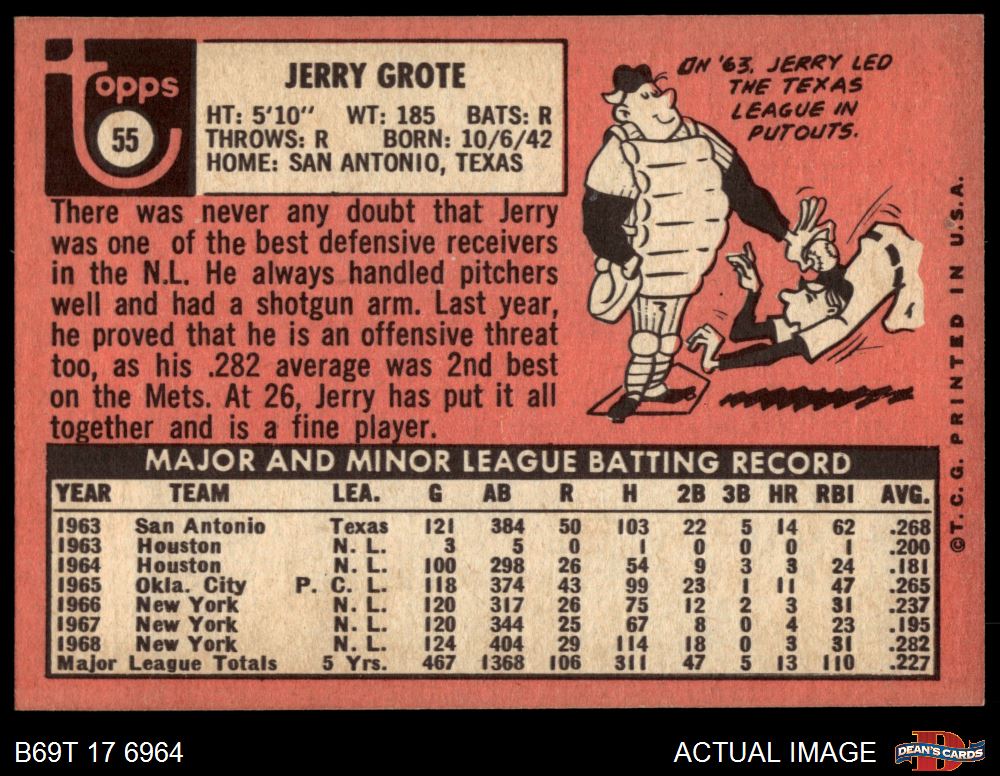 topps
55
JERRY GROTE
HT: 5'10" WT: 185 BATS: R
THROWS: R BORN: 10/6/42
HOME: SAN ANTONIO, TEXAS
ON '63, JERRY LED
THE TEXAS
LEAGUE IN
PUTOUTS.
There was never any doubt that Jerry
was one of the best defensive receivers
in the N.L. He always handled pitchers
well and had a shotgun arm. Last year,
he proved that he is an offensive threat
too, as his .282 average was 2nd best
on the Mets. At 26, Jerry has put it all
together and is a fine player.
MAJOR AND MINOR LEAGUE BATTING RECORD
YEAR TEAM LEA. G AB R H 2B 3B HR RBI AVG.
1963 San Antonio Texas 121 384 50 103 22 5 14 62 .268
1963 Houston N. L. 3 5 0 1 0 0 0 1 .200
1964 Houston N. L. 100 298 26 54 9 3 3 24 .181
1965 Okla. City P. C. L. 118 374 43 99 23 1 11 47 .265
1966 New York N. L. 120 317 26 75 12 2 3 31 .237
1967 New York N. L. 120 344 25 67 8 0 4 23 .195
1968 New York N. L. 124 404 29 114 18 0 3 31 .282
Major League Totals 5 Yrs. 467 1368 106 311 47 5 13 110 .227
©T. C. G. PRINTED IN U.S.A.
B69T 17 6964
ACTUAL IMAGE
DEAN'S CARDS